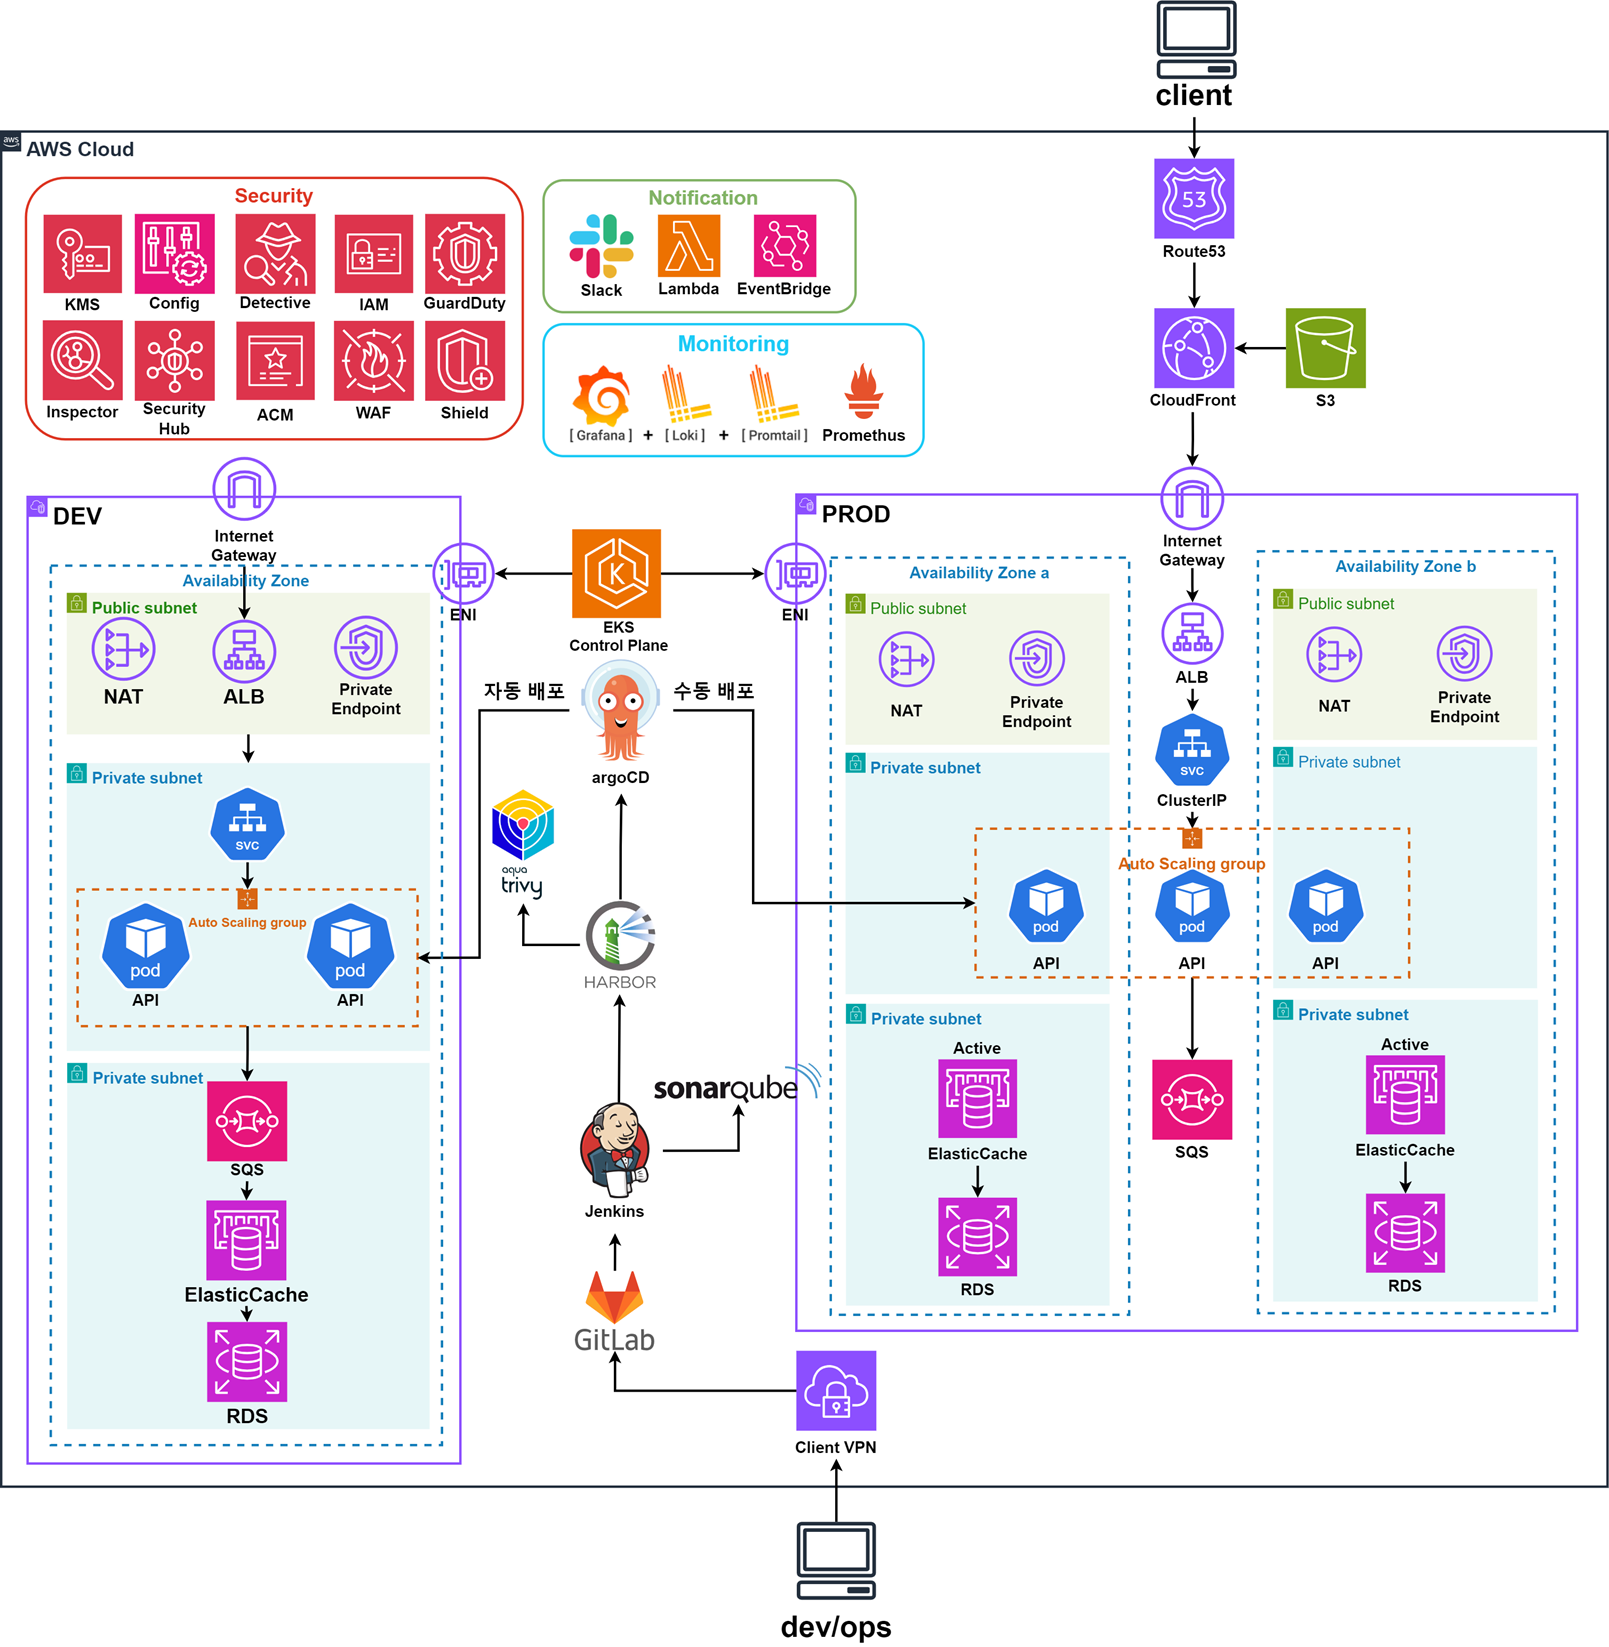 client
aws
AWS Cloud
Security
KMS
Config
Detective
IAM
GuardDuty
Inspector
Security
Hub
ACM
WAF
Shield
Notification
Slack
Lambda
EventBridge
Monitoring
[ Grafana ] + [ Loki ] + [ Promtail ] Promethus
53
Route53
CloudFront
S3
DEV
Internet
Gateway
Availability Zone
Public subnet
NAT
ALB
Private
Endpoint
Private subnet
SVC
Auto Scaling group
pod
API
pod
API
Private subnet
SQS
ElasticCache
RDS
ENI
K
EKS
Control Plane
ENI
자동 배포
수동 배포
argoCD
aqua
trivy
HARBOR
sonarqube
Jenkins
GitLab
Client VPN
dev/ops
PROD
Internet
Gateway
Availability Zone a
Public subnet
NAT
Private
Endpoint
Private subnet
Private subnet
Active
ElasticCache
RDS
ALB
SVC
ClusterIP
Auto Scaling group
pod
API
pod
API
pod
API
SQS
Availability Zone b
Public subnet
NAT
Private
Endpoint
Private subnet
Private subnet
Active
ElasticCache
RDS